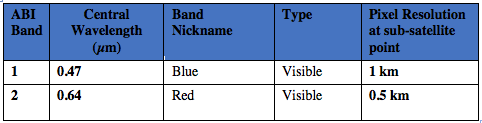 ABI Band Central Wavelength (µm) Band Nickname Type Pixel Resolution at sub-satellite point
1 0.47 Blue Visible 1 km
2 0.64 Red Visible 0.5 km